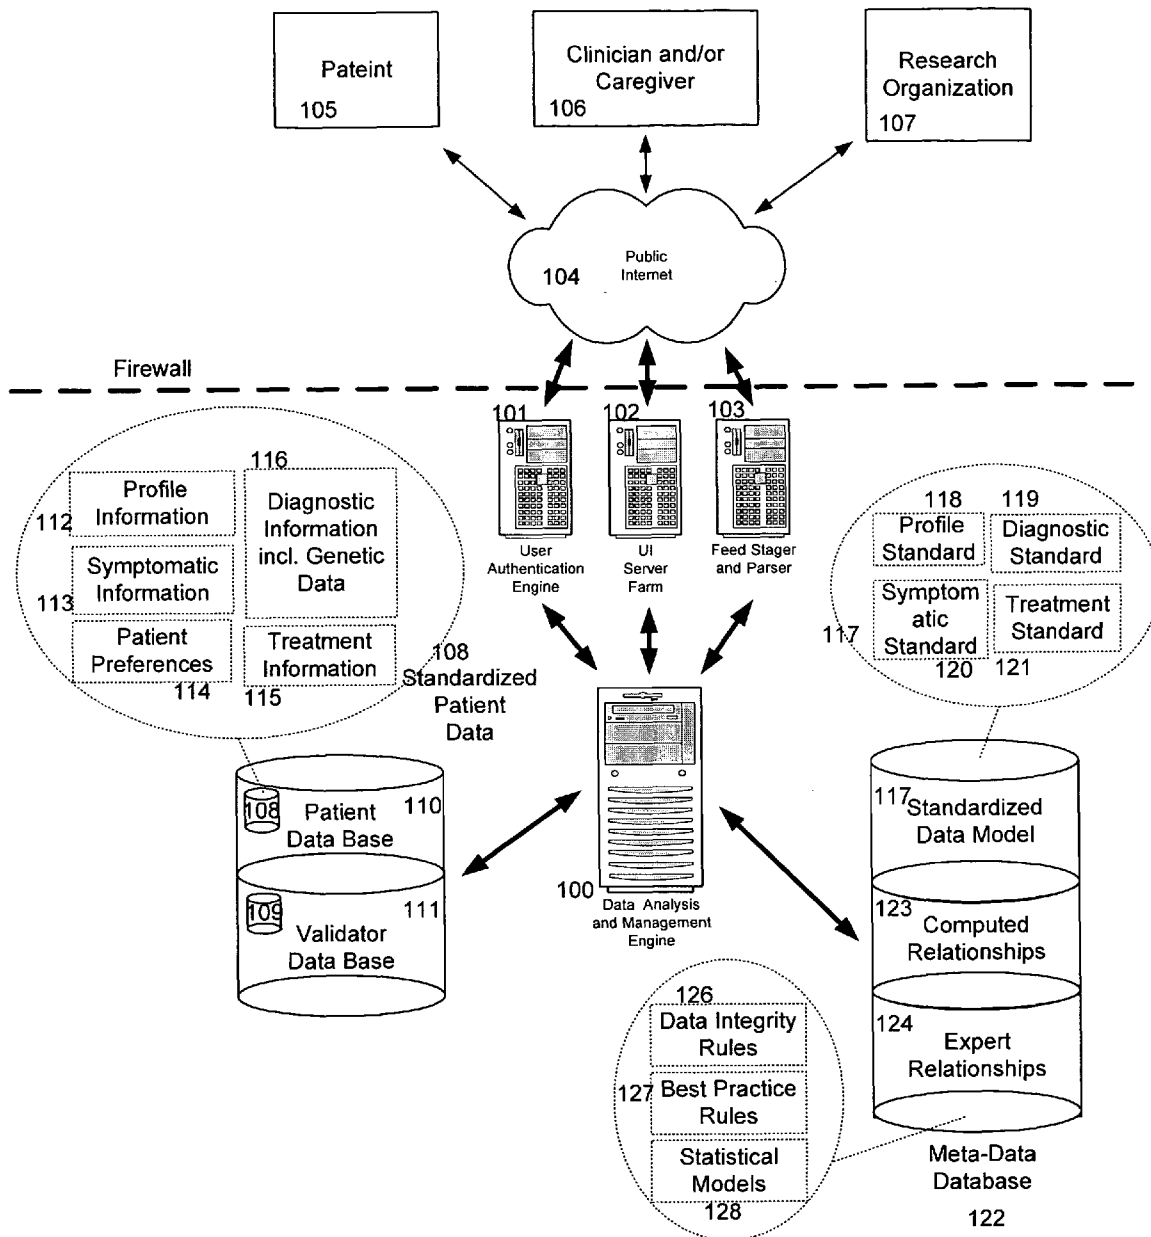 Pateint
105
Clinician and/or
Caregiver
106
Research
Organization
107
Public
Internet
104
Firewall
101
102
103
User
Authentication
Engine
UI
Server
Farm
Feed Stager
and Parser
116
Profile
Information
112
Diagnostic
Information
incl. Genetic
Data
Symptomatic
Information
113
Patient
Preferences
114
Treatment
Information
115
108
Standardized
Patient
Data
118
119
Profile
Standard
Diagnostic
Standard
Symptom
atic
Standard
Treatment
Standard
117
120
121
108
Patient
Data Base
110
109
Validator
Data Base
111
100
Data Analysis
and Management
Engine
117
Standardized
Data Model
123
Computed
Relationships
124
Expert
Relationships
126
Data Integrity
Rules
127
Best Practice
Rules
Statistical
Models
128
Meta-Data
Database
122